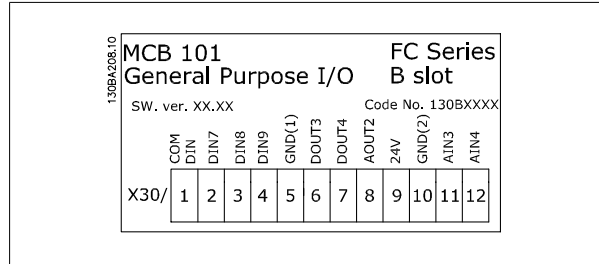 130BA208.10
MCB 101 FC Series
General Purpose I/O B slot
SW. ver. XX.XX Code No. 130BXXXX
COM DIN DIN7 DIN8 DIN9 GND(1) DOUT3 DOUT4 AOUT2 24V GND(2) AIN3 AIN4
X30/ 1 2 3 4 5 6 7 8 9 10 11 12